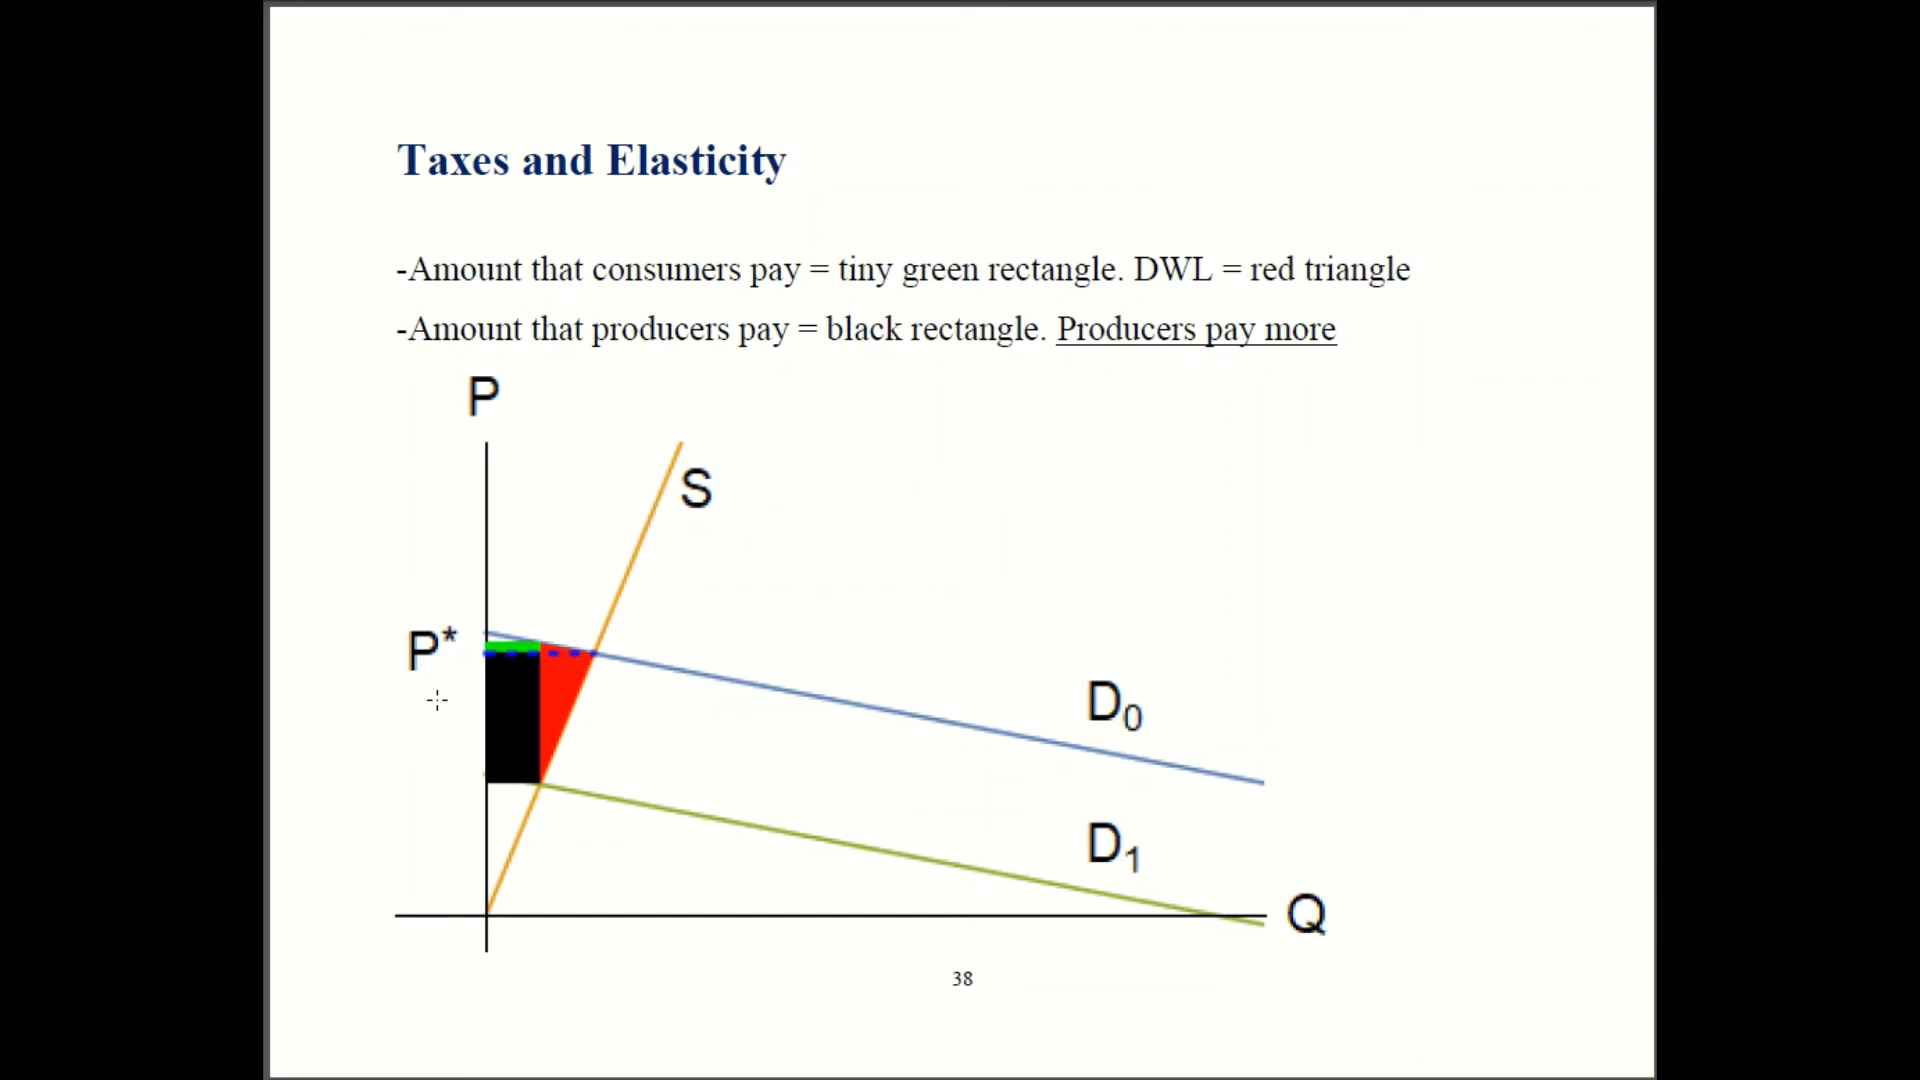 Taxes and Elasticity
-Amount that consumers pay = tiny green rectangle. DWL = red triangle
-Amount that producers pay = black rectangle. Producers pay more
P
S
P*
D₀
D₁
Q
38